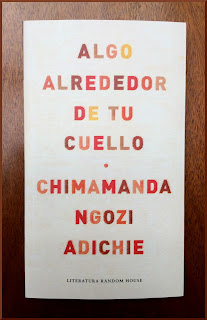 ALGO
ALREDEDOR
DE TU
CUELLO
•
CHIMAMANDA
NGOZI
ADICHIE
LITERATURA RANDOM HOUSE